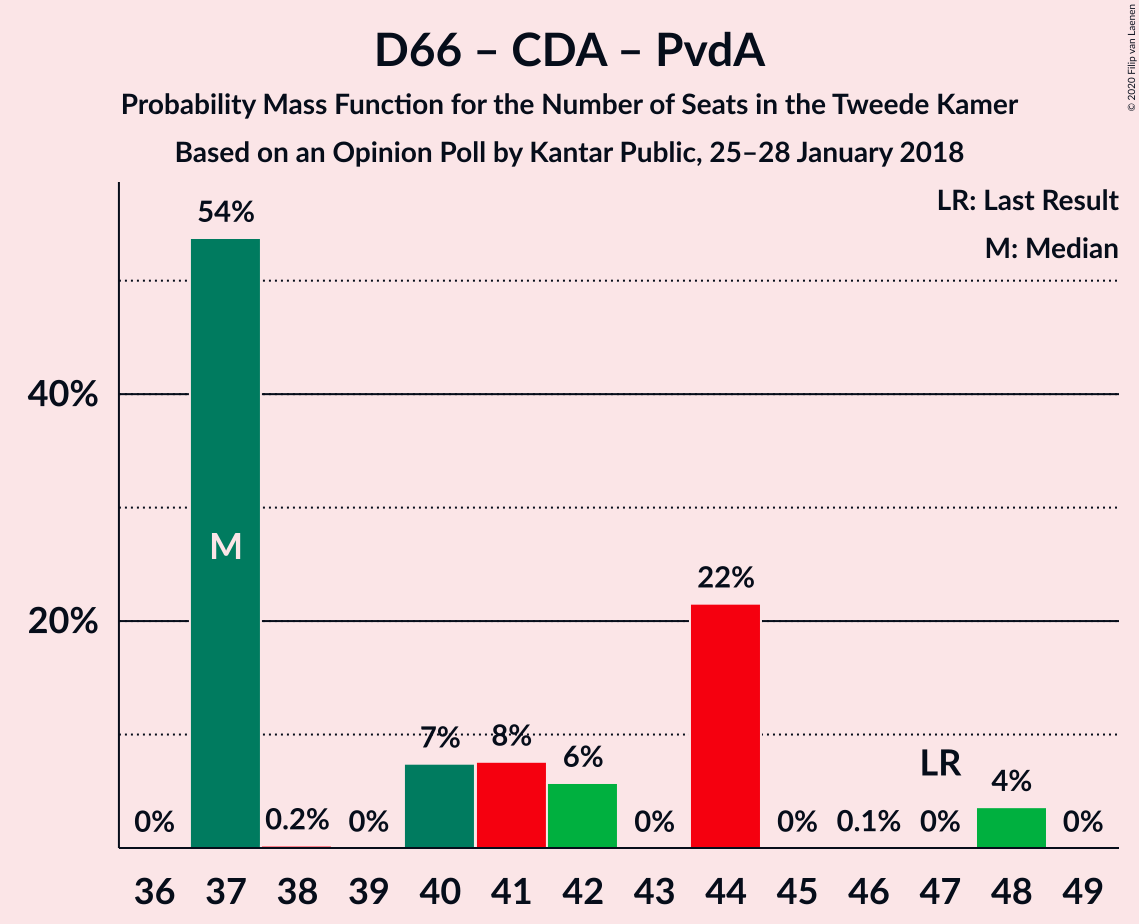 D66 – CDA – PvdA
Probability Mass Function for the Number of Seats in the Tweede Kamer
Based on an Opinion Poll by Kantar Public, 25–28 January 2018
© 2020 Filip van Laenen
LR: Last Result
M: Median
40%
20%
0%
54%
M
0.2%
0%
7%
8%
6%
0%
22%
0%
0.1%
LR
0%
4%
0%
36 37 38 39 40 41 42 43 44 45 46 47 48 49